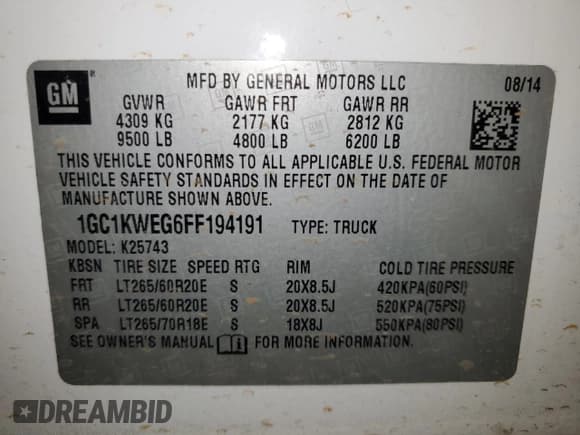 GM ®
MFD BY GENERAL MOTORS LLC 08/14
GVWR GAWR FRT GAWR RR
4309 KG 2177 KG 2812 KG
9500 LB 4800 LB 6200 LB
THIS VEHICLE CONFORMS TO ALL APPLICABLE U.S. FEDERAL MOTOR
VEHICLE SAFETY STANDARDS IN EFFECT ON THE DATE OF
MANUFACTURE SHOWN ABOVE.
1GC1KWEG6FF194191 TYPE: TRUCK
MODEL: K25743
KBSN TIRE SIZE SPEED RTG RIM COLD TIRE PRESSURE
FRT LT265/60R20E S 20X8.5J 420KPA(60PSI)
RR LT265/60R20E S 20X8.5J 520KPA(75PSI)
SPA LT265/70R18E S 18X8J 550KPA(80PSI)
SEE OWNER'S MANUAL FOR MORE INFORMATION.
DREAMBID